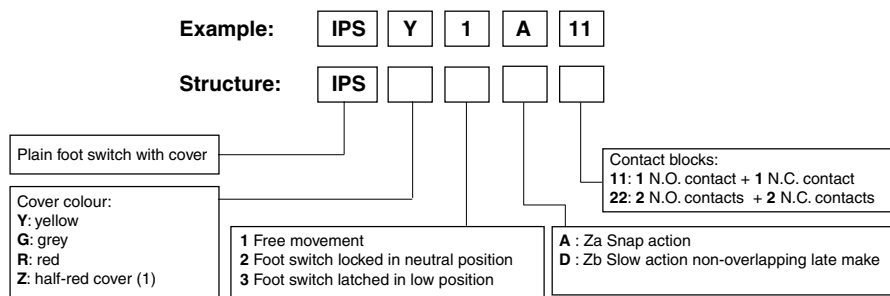 Example: IPS Y 1 A 11
Structure: IPS
Plain foot switch with cover
Contact blocks:
11: 1 N.O. contact + 1 N.C. contact
22: 2 N.O. contacts + 2 N.C. contacts
Cover colour:
Y: yellow
G: grey
R: red
Z: half-red cover (1)
1 Free movement
2 Foot switch locked in neutral position
3 Foot switch latched in low position
A : Za Snap action
D : Zb Slow action non-overlapping late make